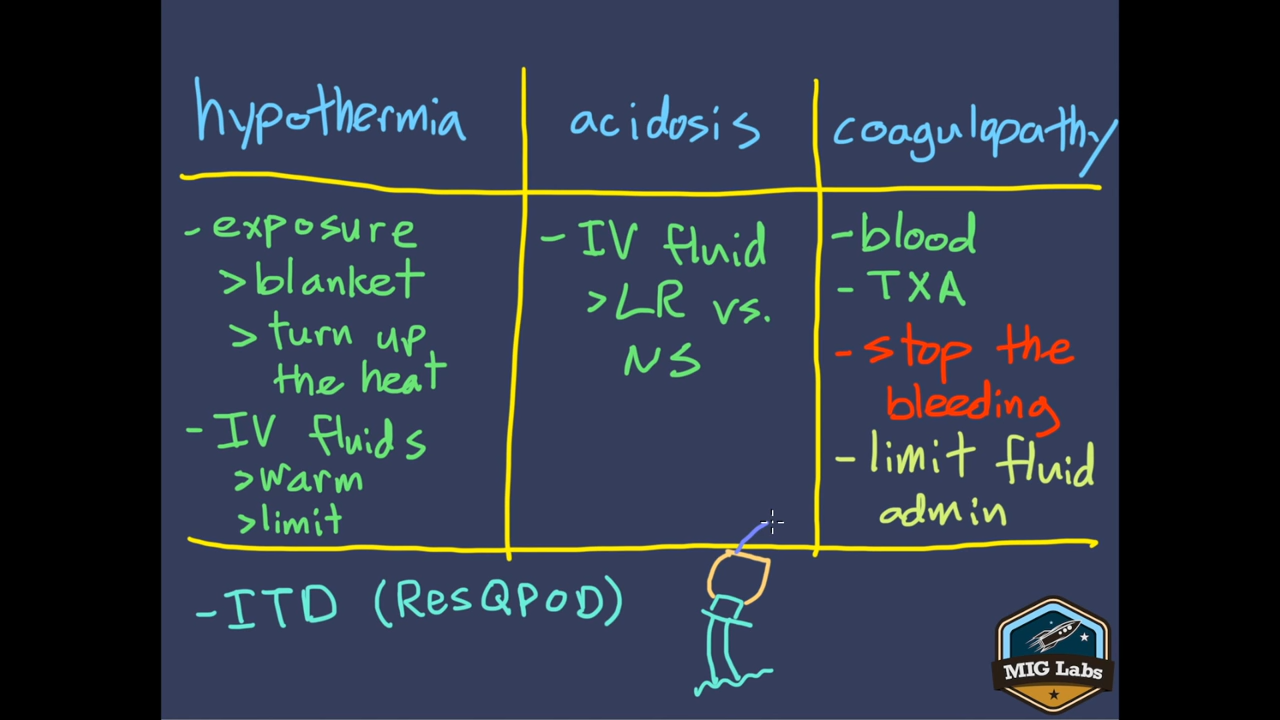 hypothermia
acidosis
coagulopathy
- exposure
> blanket
> turn up
the heat
- IV fluids
> warm
> limit
- IV fluid
> LR vs.
NS
- blood
- TXA
- stop the
bleeding
- limit fluid
admin
- ITD (ResQPOD)
MIG Labs